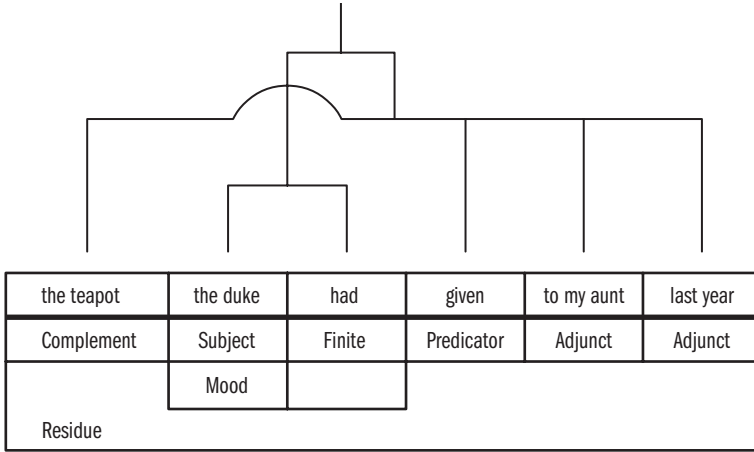 the teapot the duke had given to my aunt last year
Complement Subject Finite Predicator Adjunct Adjunct
Mood
Residue